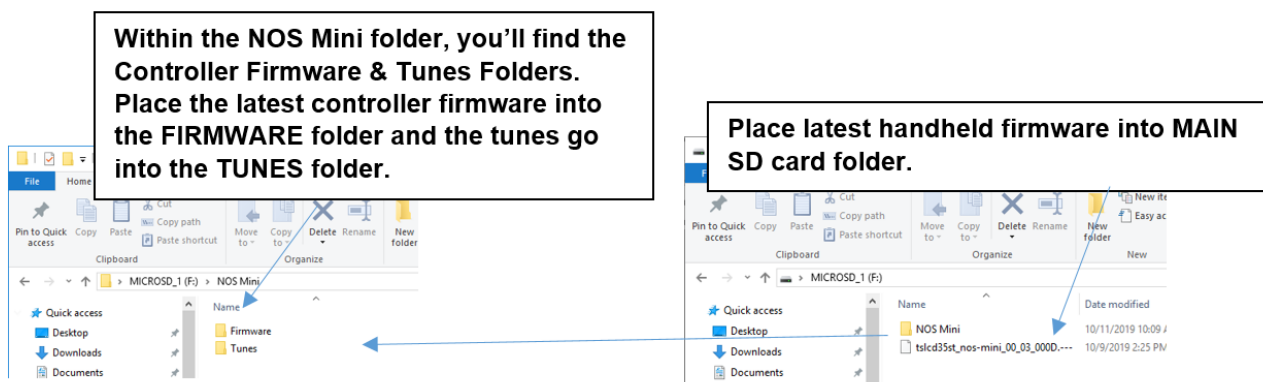 Within the NOS Mini folder, you'll find the
Controller Firmware & Tunes Folders.
Place the latest controller firmware into
the FIRMWARE folder and the tunes go
into the TUNES folder.
File Home
Pin to Quick access
Copy
Paste
Cut
Copy path
Paste shortcut
Move to
Copy to
Delete
Rename
New folder
Clipboard
Organize
MICROSD_1 (F:) > NOS Mini
Quick access
Desktop
Downloads
Documents
Name
Firmware
Tunes
Place latest handheld firmware into MAIN
SD card folder.
F
Pin to Quick access
Copy
Paste
Cut
Copy path
Paste shortcut
Move to
Copy to
Delete
Rename
New folder
New ite
Easy ac
Clipboard
Organize
New
MICROSD_1 (F:)
Quick access
Desktop
Downloads
Documents
Name Date modified
NOS Mini 10/11/2019 10:09 A
tslcd35st_nos-mini_00_03_000D.--- 10/9/2019 2:25 PM